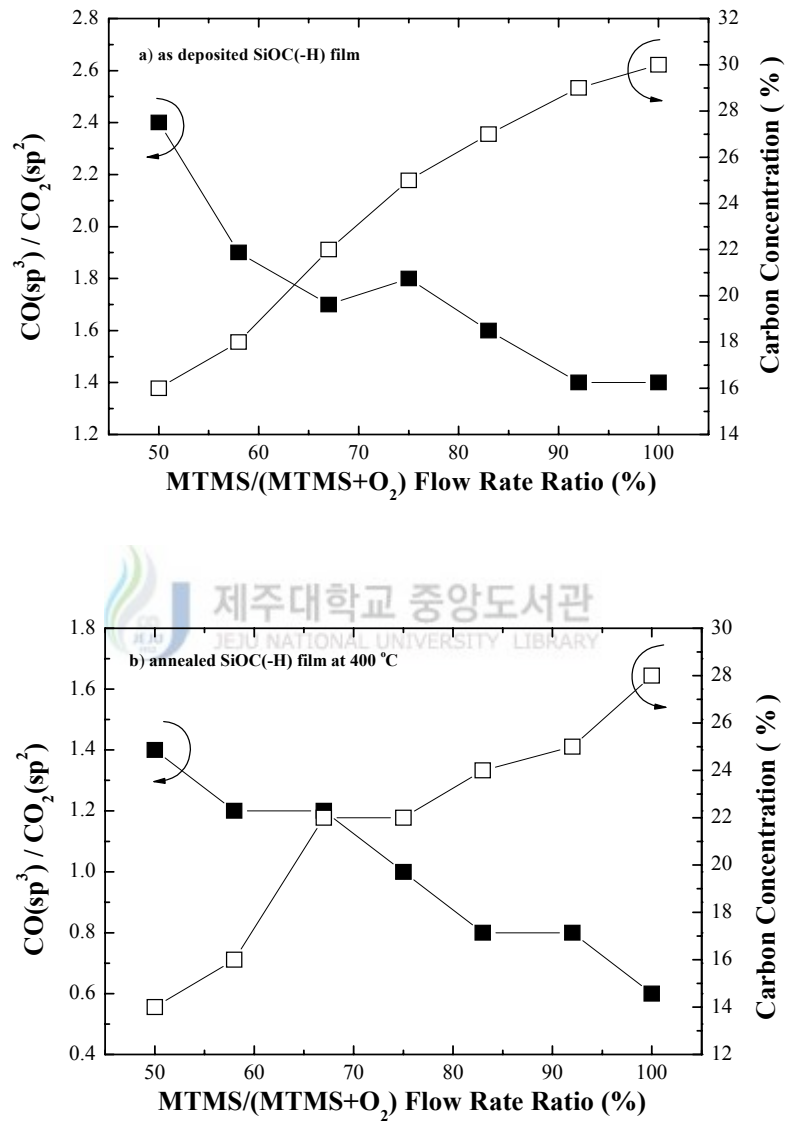 a) as deposited SiOC(-H) film
2.8
2.6
2.4
2.2
2.0
1.8
1.6
1.4
1.2
CO(sp³) / CO₂(sp²)
32
30
28
26
24
22
20
18
16
14
Carbon Concentration ( % )
50 60 70 80 90 100
MTMS/(MTMS+O₂) Flow Rate Ratio (%)
제주대학교 중앙도서관
JEJU NATIONAL UNIVERSITY LIBRARY
JEJU
1952
b) annealed SiOC(-H) film at 400 °C
1.8
1.6
1.4
1.2
1.0
0.8
0.6
0.4
CO(sp³) / CO₂(sp²)
30
28
26
24
22
20
18
16
14
12
Carbon Concentration ( % )
50 60 70 80 90 100
MTMS/(MTMS+O₂) Flow Rate Ratio (%)